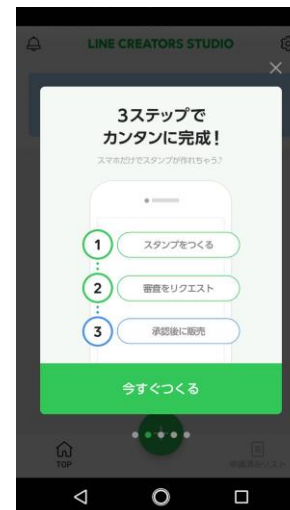 LINE CREATORS STUDIO
3ステップで
カンタンに完成!
スマホだけでスタンプが作れちゃう♪
1 スタンプをつくる
2 審査をリクエスト
3 承認後に販売
今すぐつくる
TOP